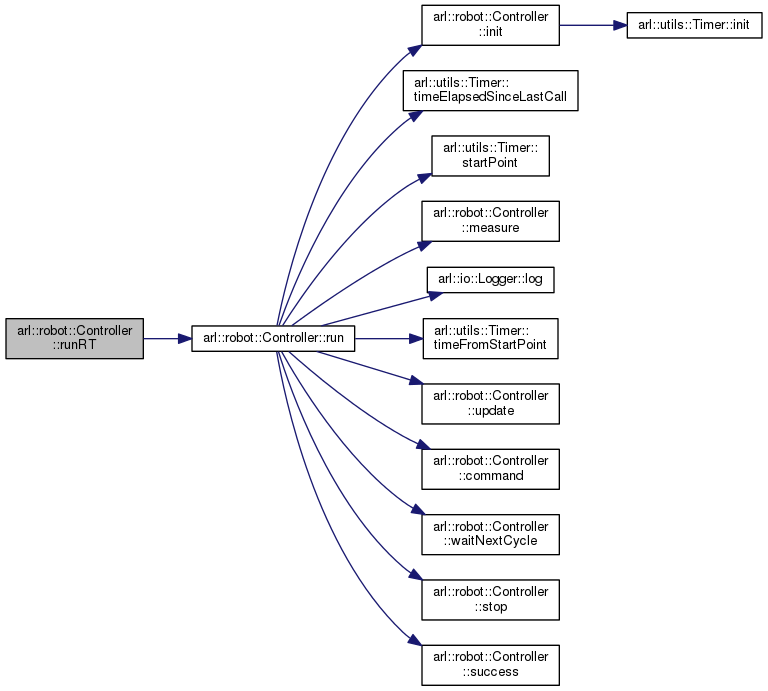 arl::robot::Controller
::init
arl::utils::Timer::init
arl::utils::Timer::
timeElapsedSinceLastCall
arl::utils::Timer::
startPoint
arl::robot::Controller
::measure
arl::io::Logger::log
arl::robot::Controller
::runRT
arl::robot::Controller::run
arl::utils::Timer::
timeFromStartPoint
arl::robot::Controller
::update
arl::robot::Controller
::command
arl::robot::Controller
::waitNextCycle
arl::robot::Controller
::stop
arl::robot::Controller
::success